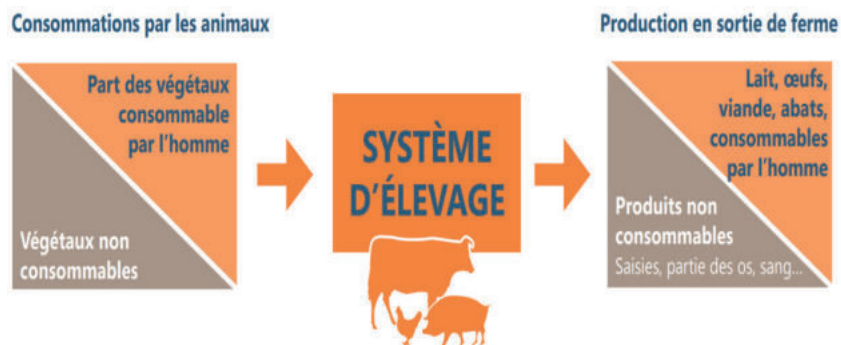 Consommations par les animaux
Part des végétaux
consommable
par l’homme
Végétaux non
consommables
SYSTÈME
D’ÉLEVAGE
Production en sortie de ferme
Lait, œufs,
viande, abats,
consommables
par l’homme
Produits non
consommables
Saisies, partie des os, sang...